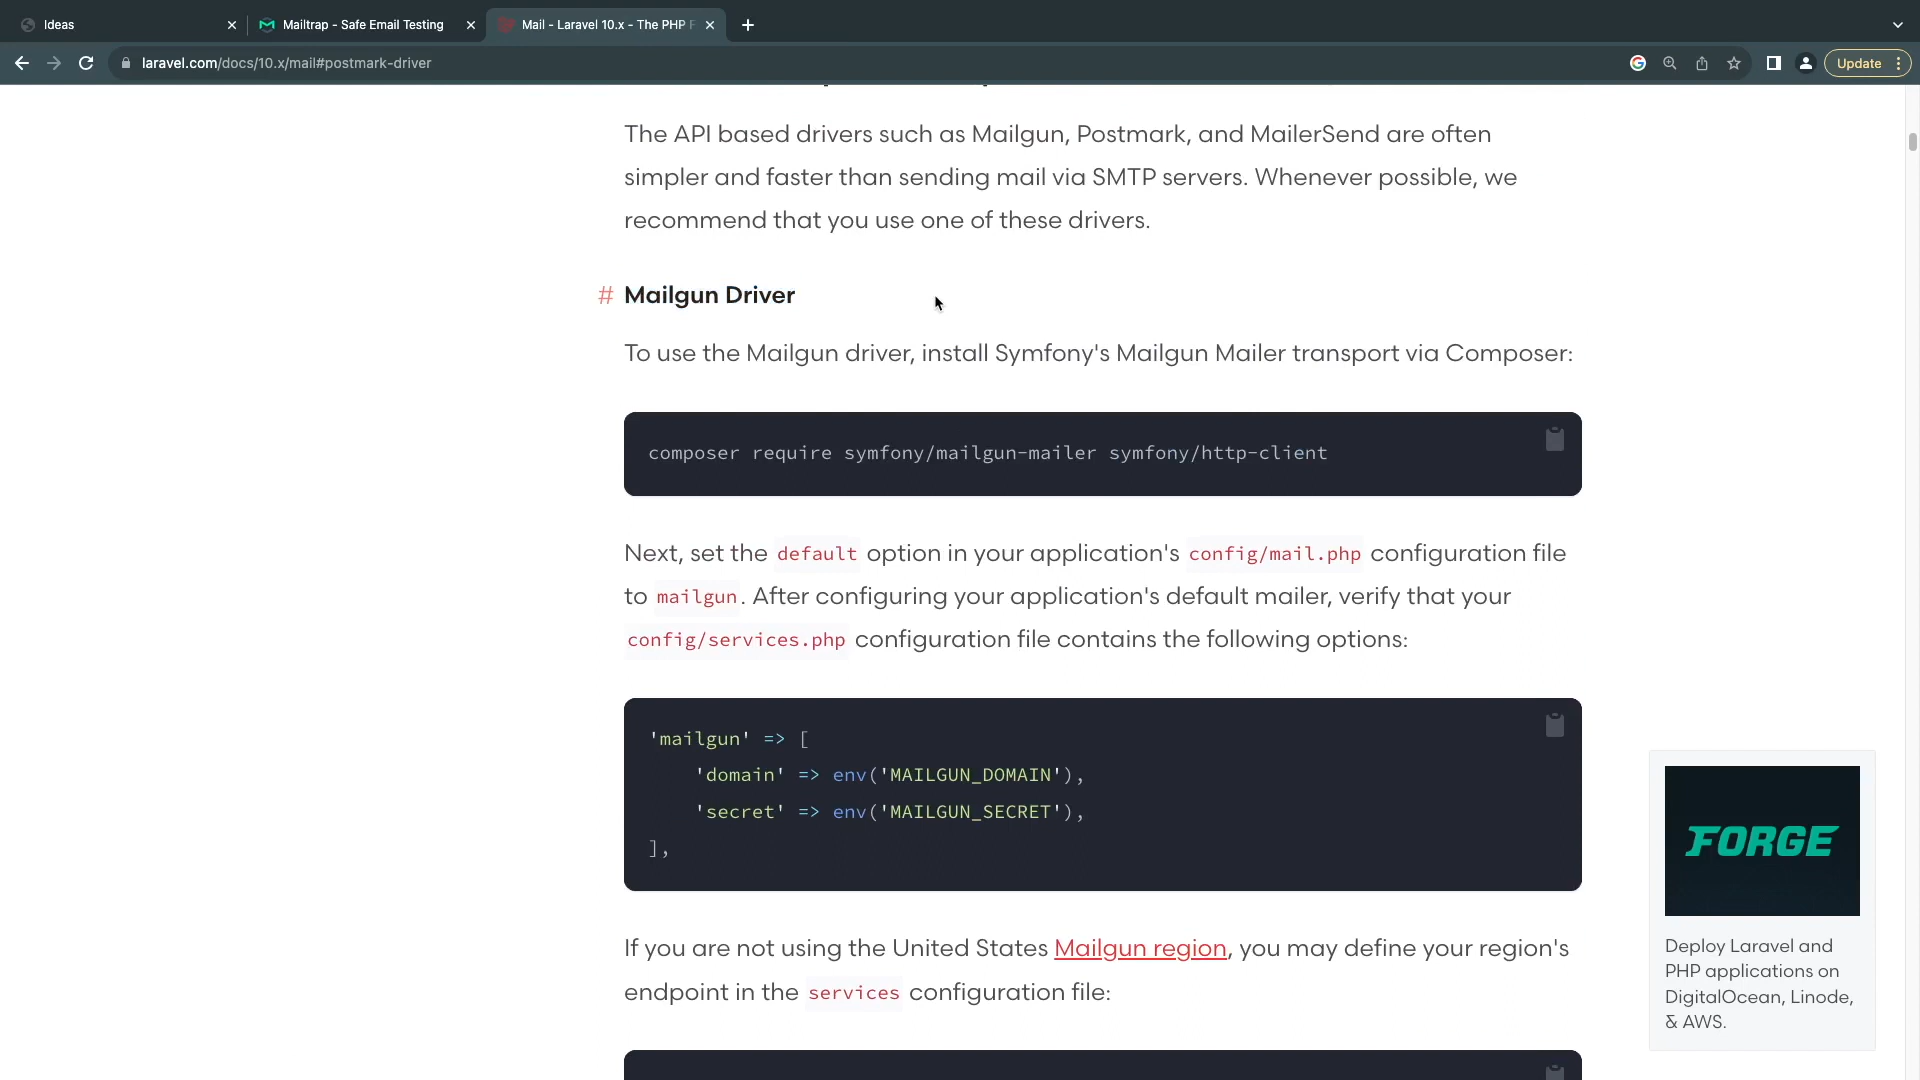 Ideas
Mailtrap - Safe Email Testing
Mail - Laravel 10.x - The PHP F
laravel.com/docs/10.x/mail#postmark-driver
Update
The API based drivers such as Mailgun, Postmark, and MailerSend are often
simpler and faster than sending mail via SMTP servers. Whenever possible, we
recommend that you use one of these drivers.
# Mailgun Driver
To use the Mailgun driver, install Symfony's Mailgun Mailer transport via Composer:
composer require symfony/mailgun-mailer symfony/http-client
Next, set the default option in your application's config/mail.php configuration file
to mailgun. After configuring your application's default mailer, verify that your
config/services.php configuration file contains the following options:
'mailgun' => [
'domain' => env('MAILGUN_DOMAIN'),
'secret' => env('MAILGUN_SECRET'),
],
If you are not using the United States Mailgun region, you may define your region's
endpoint in the services configuration file:
FORGE
Deploy Laravel and
PHP applications on
DigitalOcean, Linode,
& AWS.